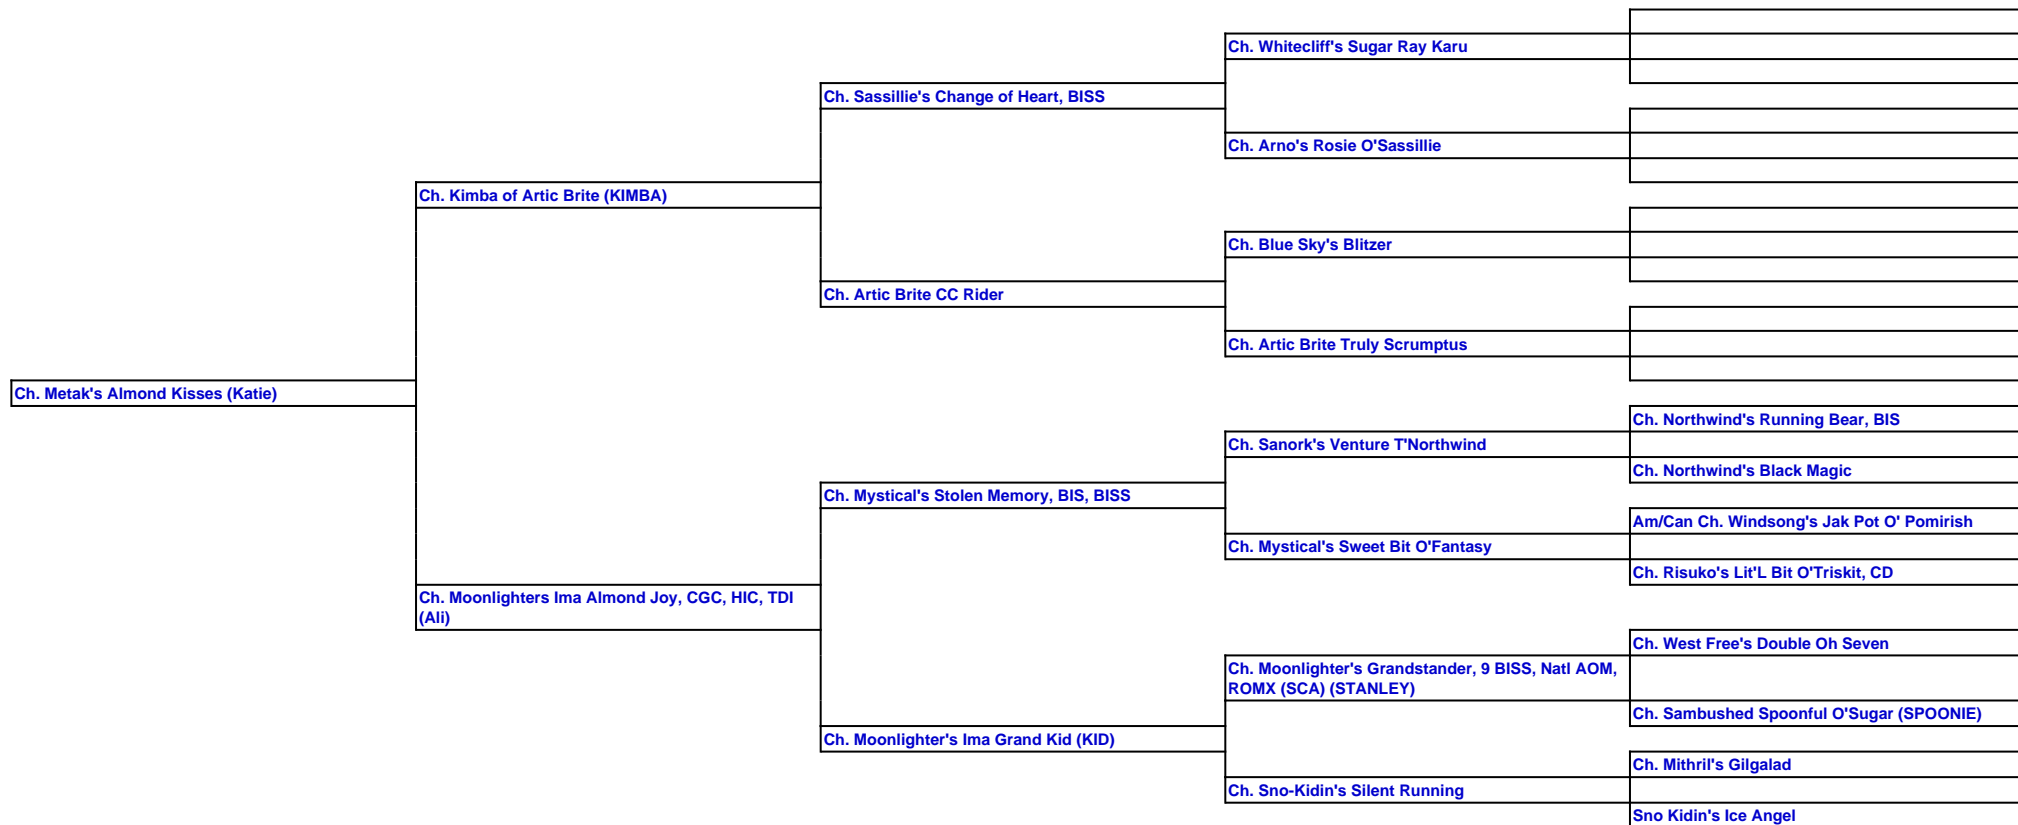 Ch. Whitecliff's Sugar Ray Karu
Ch. Sassillie's Change of Heart, BISS
Ch. Arno's Rosie O'Sassillie
Ch. Kimba of Artic Brite (KIMBA)
Ch. Blue Sky's Blitzer
Ch. Artic Brite CC Rider
Ch. Artic Brite Truly Scrumptus
Ch. Metak's Almond Kisses (Katie)
Ch. Northwind's Running Bear, BIS
Ch. Sanork's Venture T'Northwind
Ch. Northwind's Black Magic
Ch. Mystical's Stolen Memory, BIS, BISS
Am/Can Ch. Windsong's Jak Pot O' Pomirish
Ch. Mystical's Sweet Bit O'Fantasy
Ch. Risuko's Lit'L Bit O'Triskit, CD
Ch. Moonlighters Ima Almond Joy, CGC, HIC, TDI
(Ali)
Ch. West Free's Double Oh Seven
Ch. Moonlighter's Grandstander, 9 BISS, Natl AOM,
ROMX (SCA) (STANLEY)
Ch. Sambushed Spoonful O'Sugar (SPOONIE)
Ch. Moonlighter's Ima Grand Kid (KID)
Ch. Mithril's Gilgalad
Ch. Sno-Kidin's Silent Running
Sno Kidin's Ice Angel